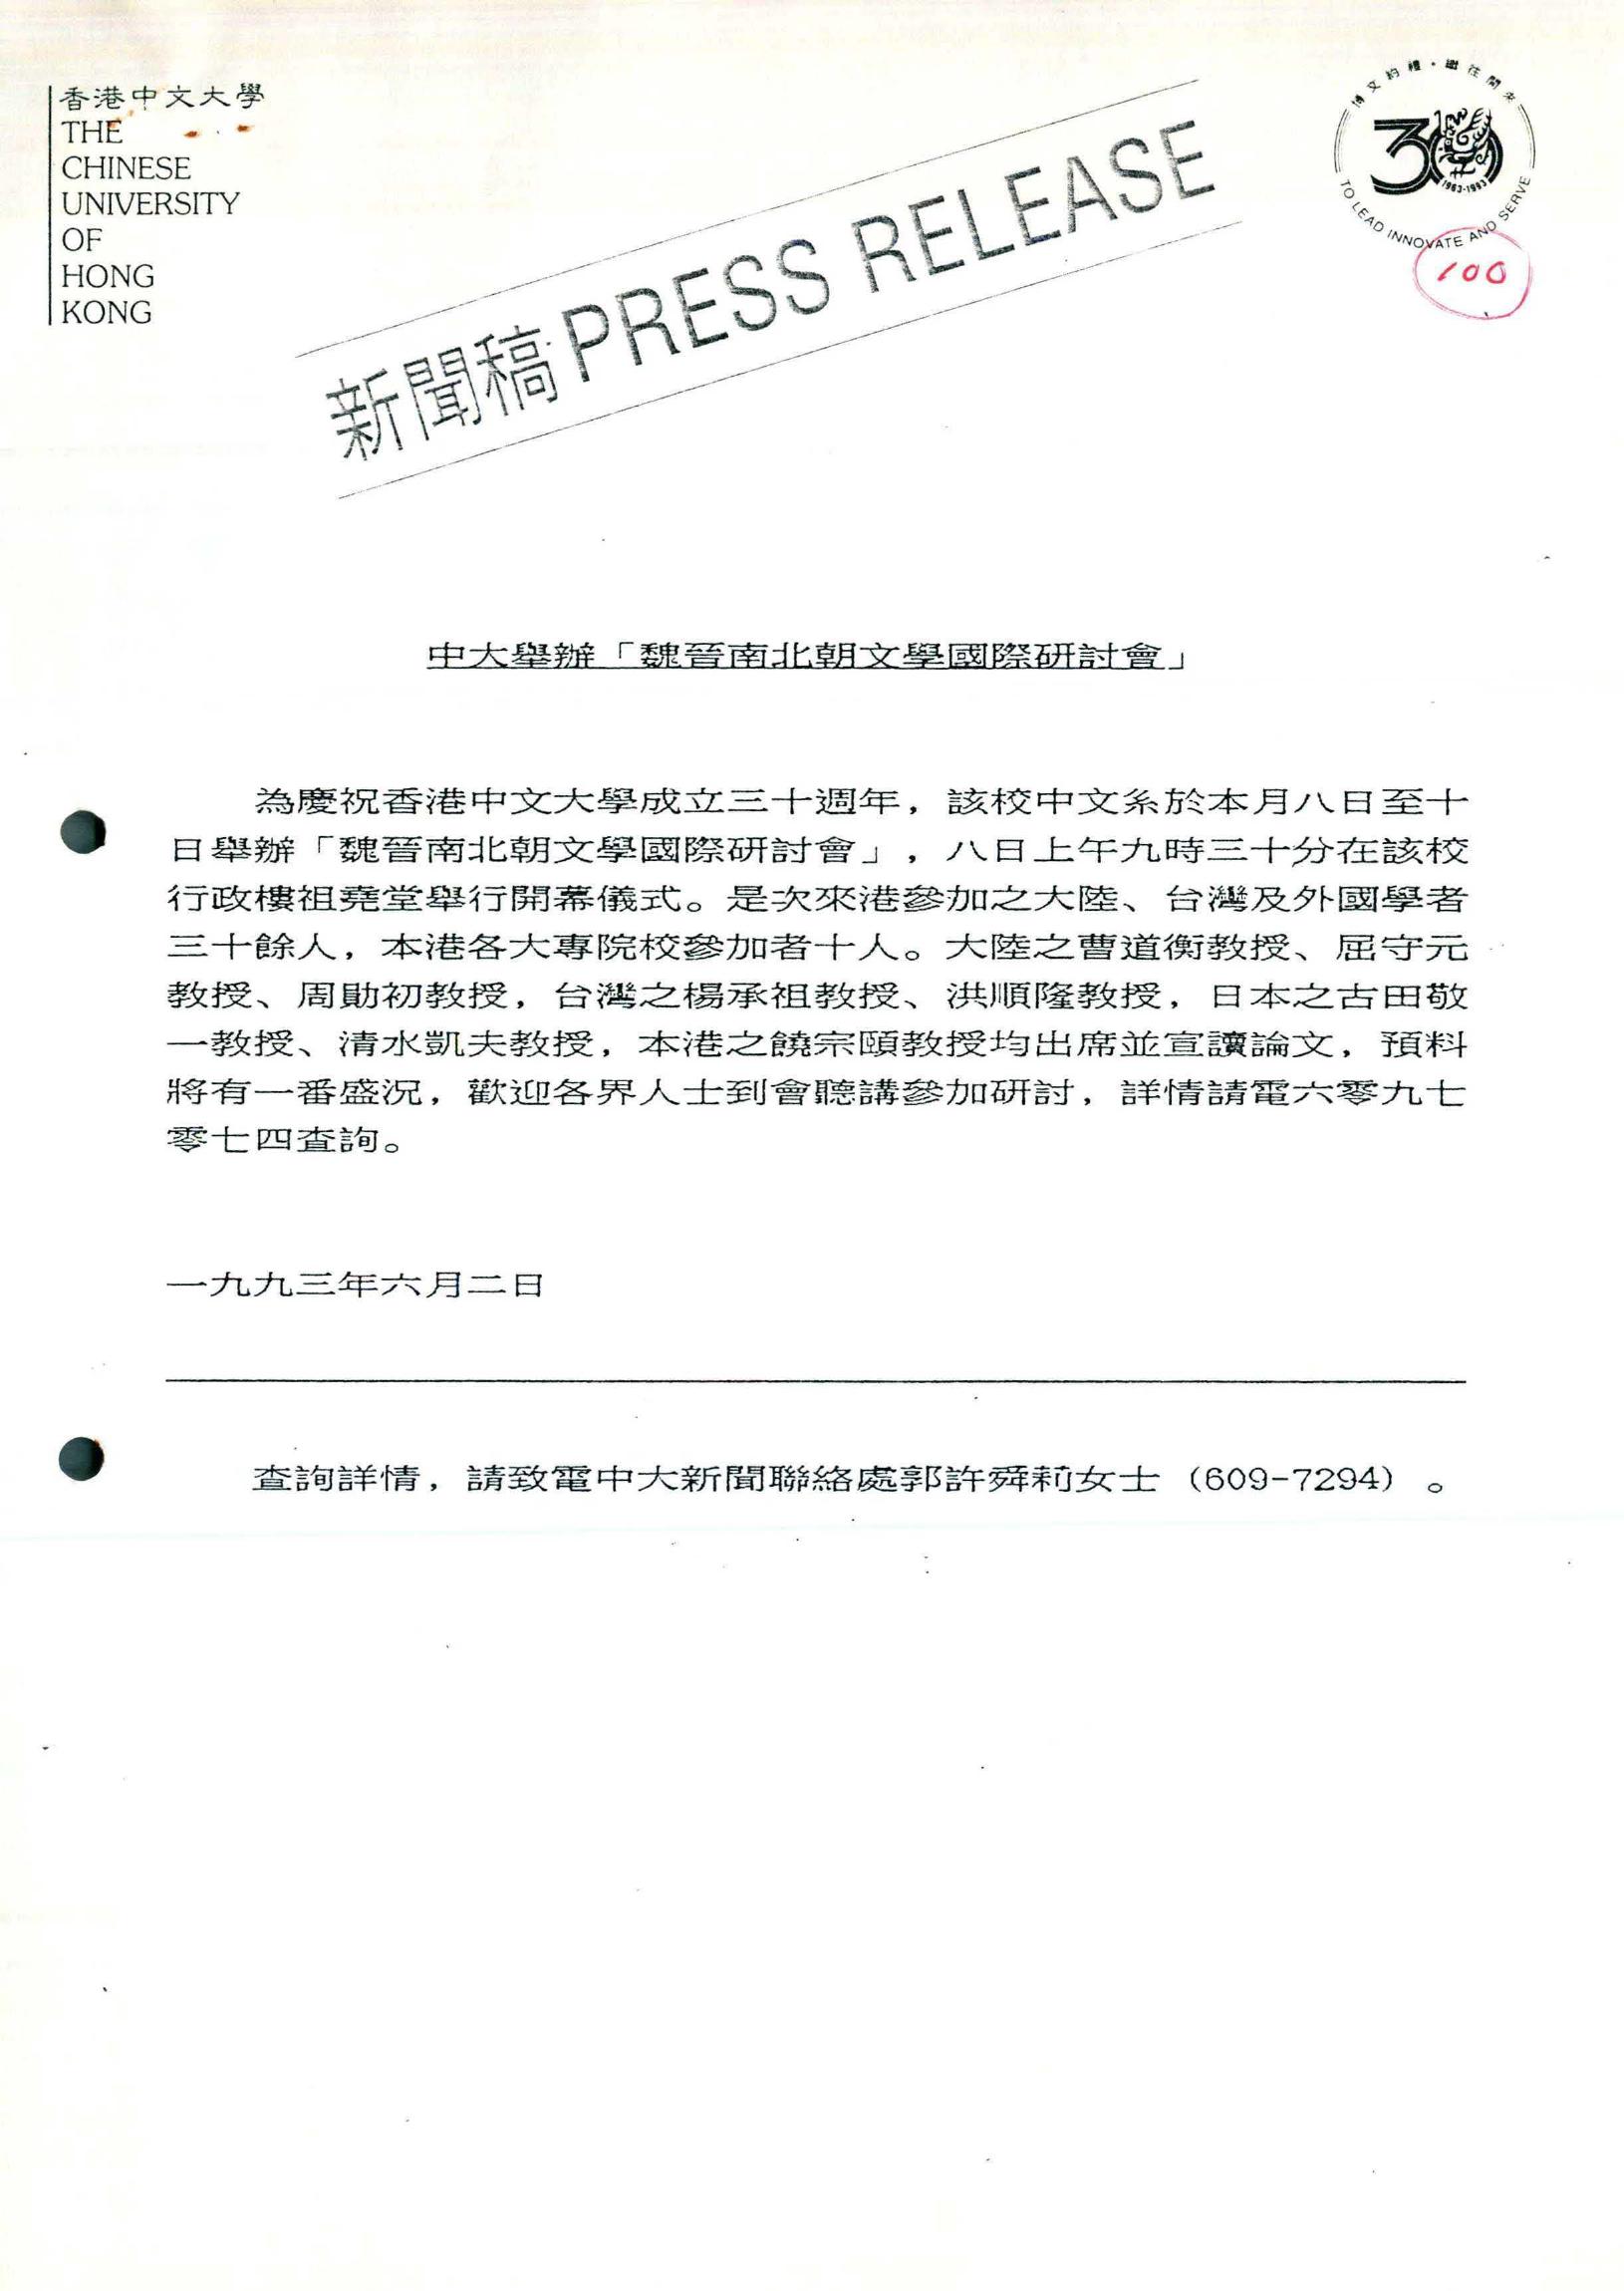 香港中文大學
THE
CHINESE
UNIVERSITY
OF
HONG
KONG
博文約禮·繼往開來
30
1963-1993
TO LEAD INNOVATE AND SERVE
100
新聞稿 PRESS RELEASE
中大舉辦「魏晉南北朝文學國際研討會」
為慶祝香港中文大學成立三十週年，該校中文系於本月八日至十
日舉辦「魏晉南北朝文學國際研討會」，八日上午九時三十分在該校
行政樓祖堯堂舉行開幕儀式。是次來港參加之大陸、台灣及外國學者
三十餘人，本港各大專院校參加者十人。大陸之曹道衡教授、屈守元
教授、周勛初教授，台灣之楊承祖教授、洪順隆教授，日本之古田敬
一教授、清水凱夫教授，本港之饒宗頤教授均出席並宣讀論文，預料
將有一番盛況，歡迎各界人士到會聽講參加研討，詳情請電六零九七
零七四查詢。
一九九三年六月二日
查詢詳情，請致電中大新聞聯絡處郭許舜莉女士（609-7294）。